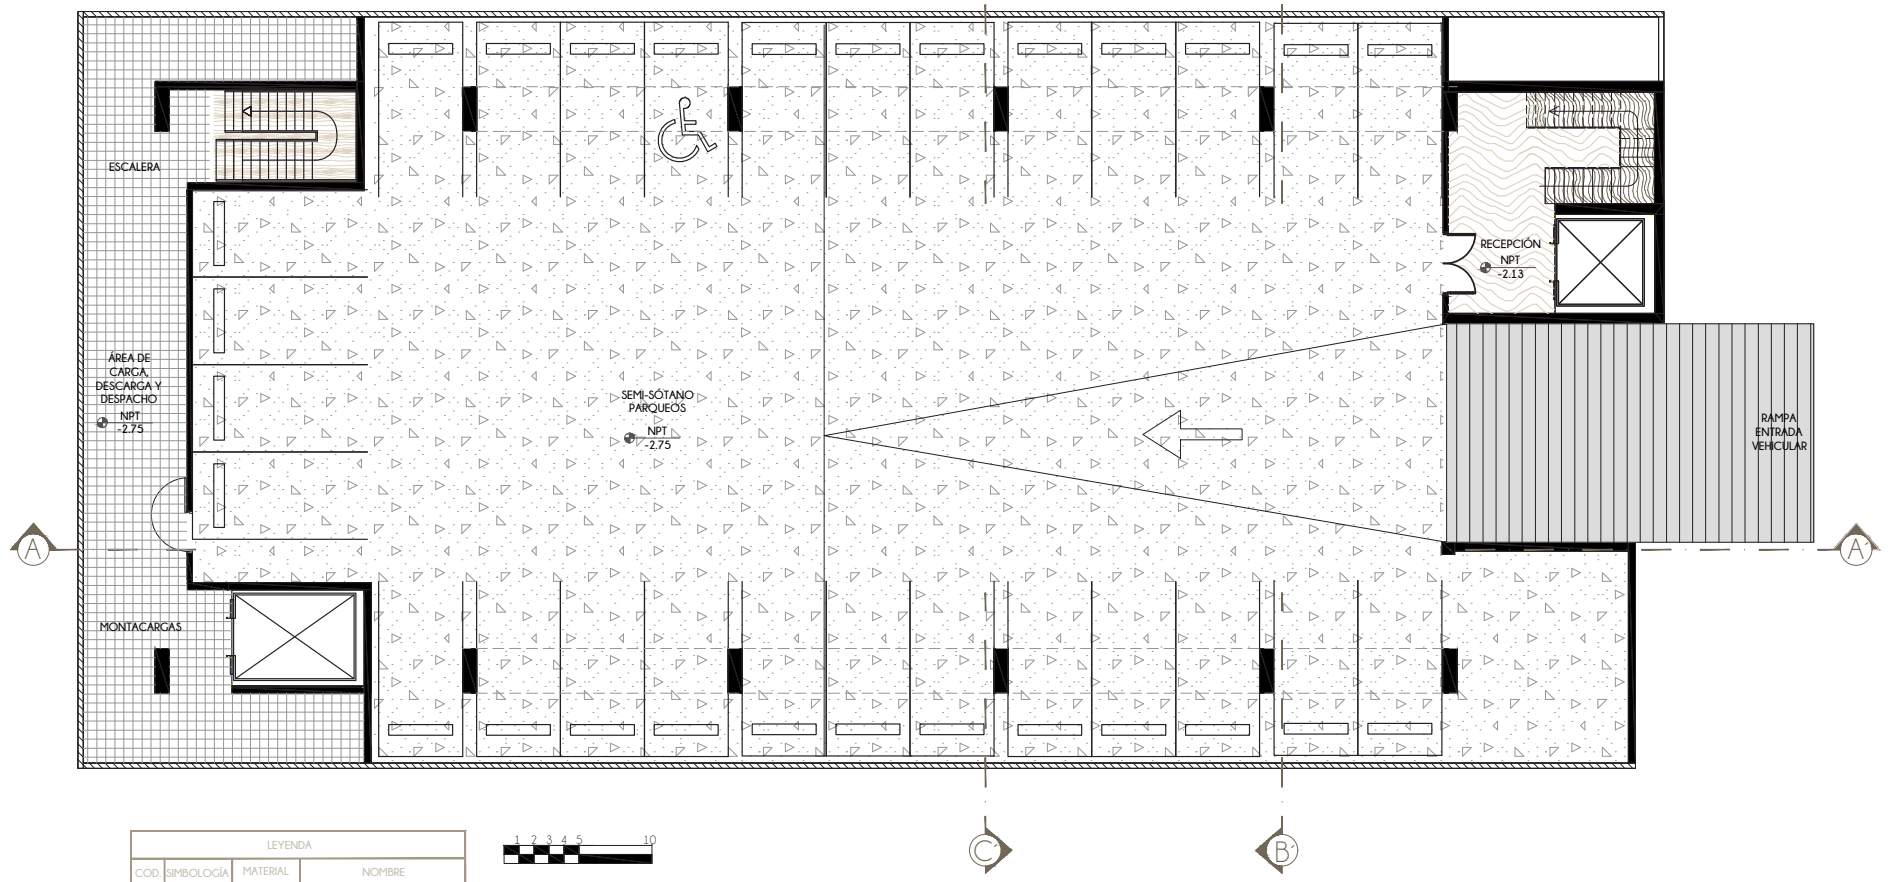 ESCALERA
RECEPCIÓN
NPT
-2.13
ÁREA DE
CARGA,
DESCARGA Y
DESPACHO
NPT
-2.75
SEMI-SÓTANO
PARQUEOS
NPT
-2.75
RAMPA
ENTRADA
VEHICULAR
A
A'
MONTACARGAS
LEYENDA
COD. SIMBOLOGÍA MATERIAL NOMBRE
1 2 3 4 5 10
C'
B'